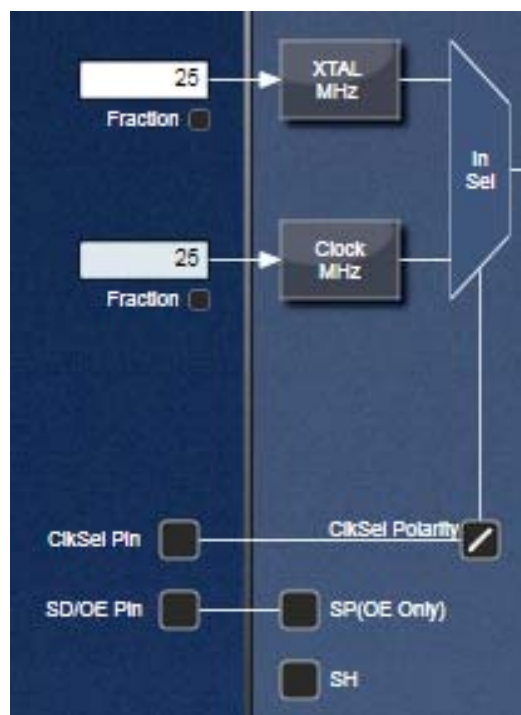 25
XTAL
MHz
Fraction
In
Sel
25
Clock
MHz
Fraction
ClkSel Pin
ClkSel Polarity
SD/OE Pin
SP(OE Only)
SH